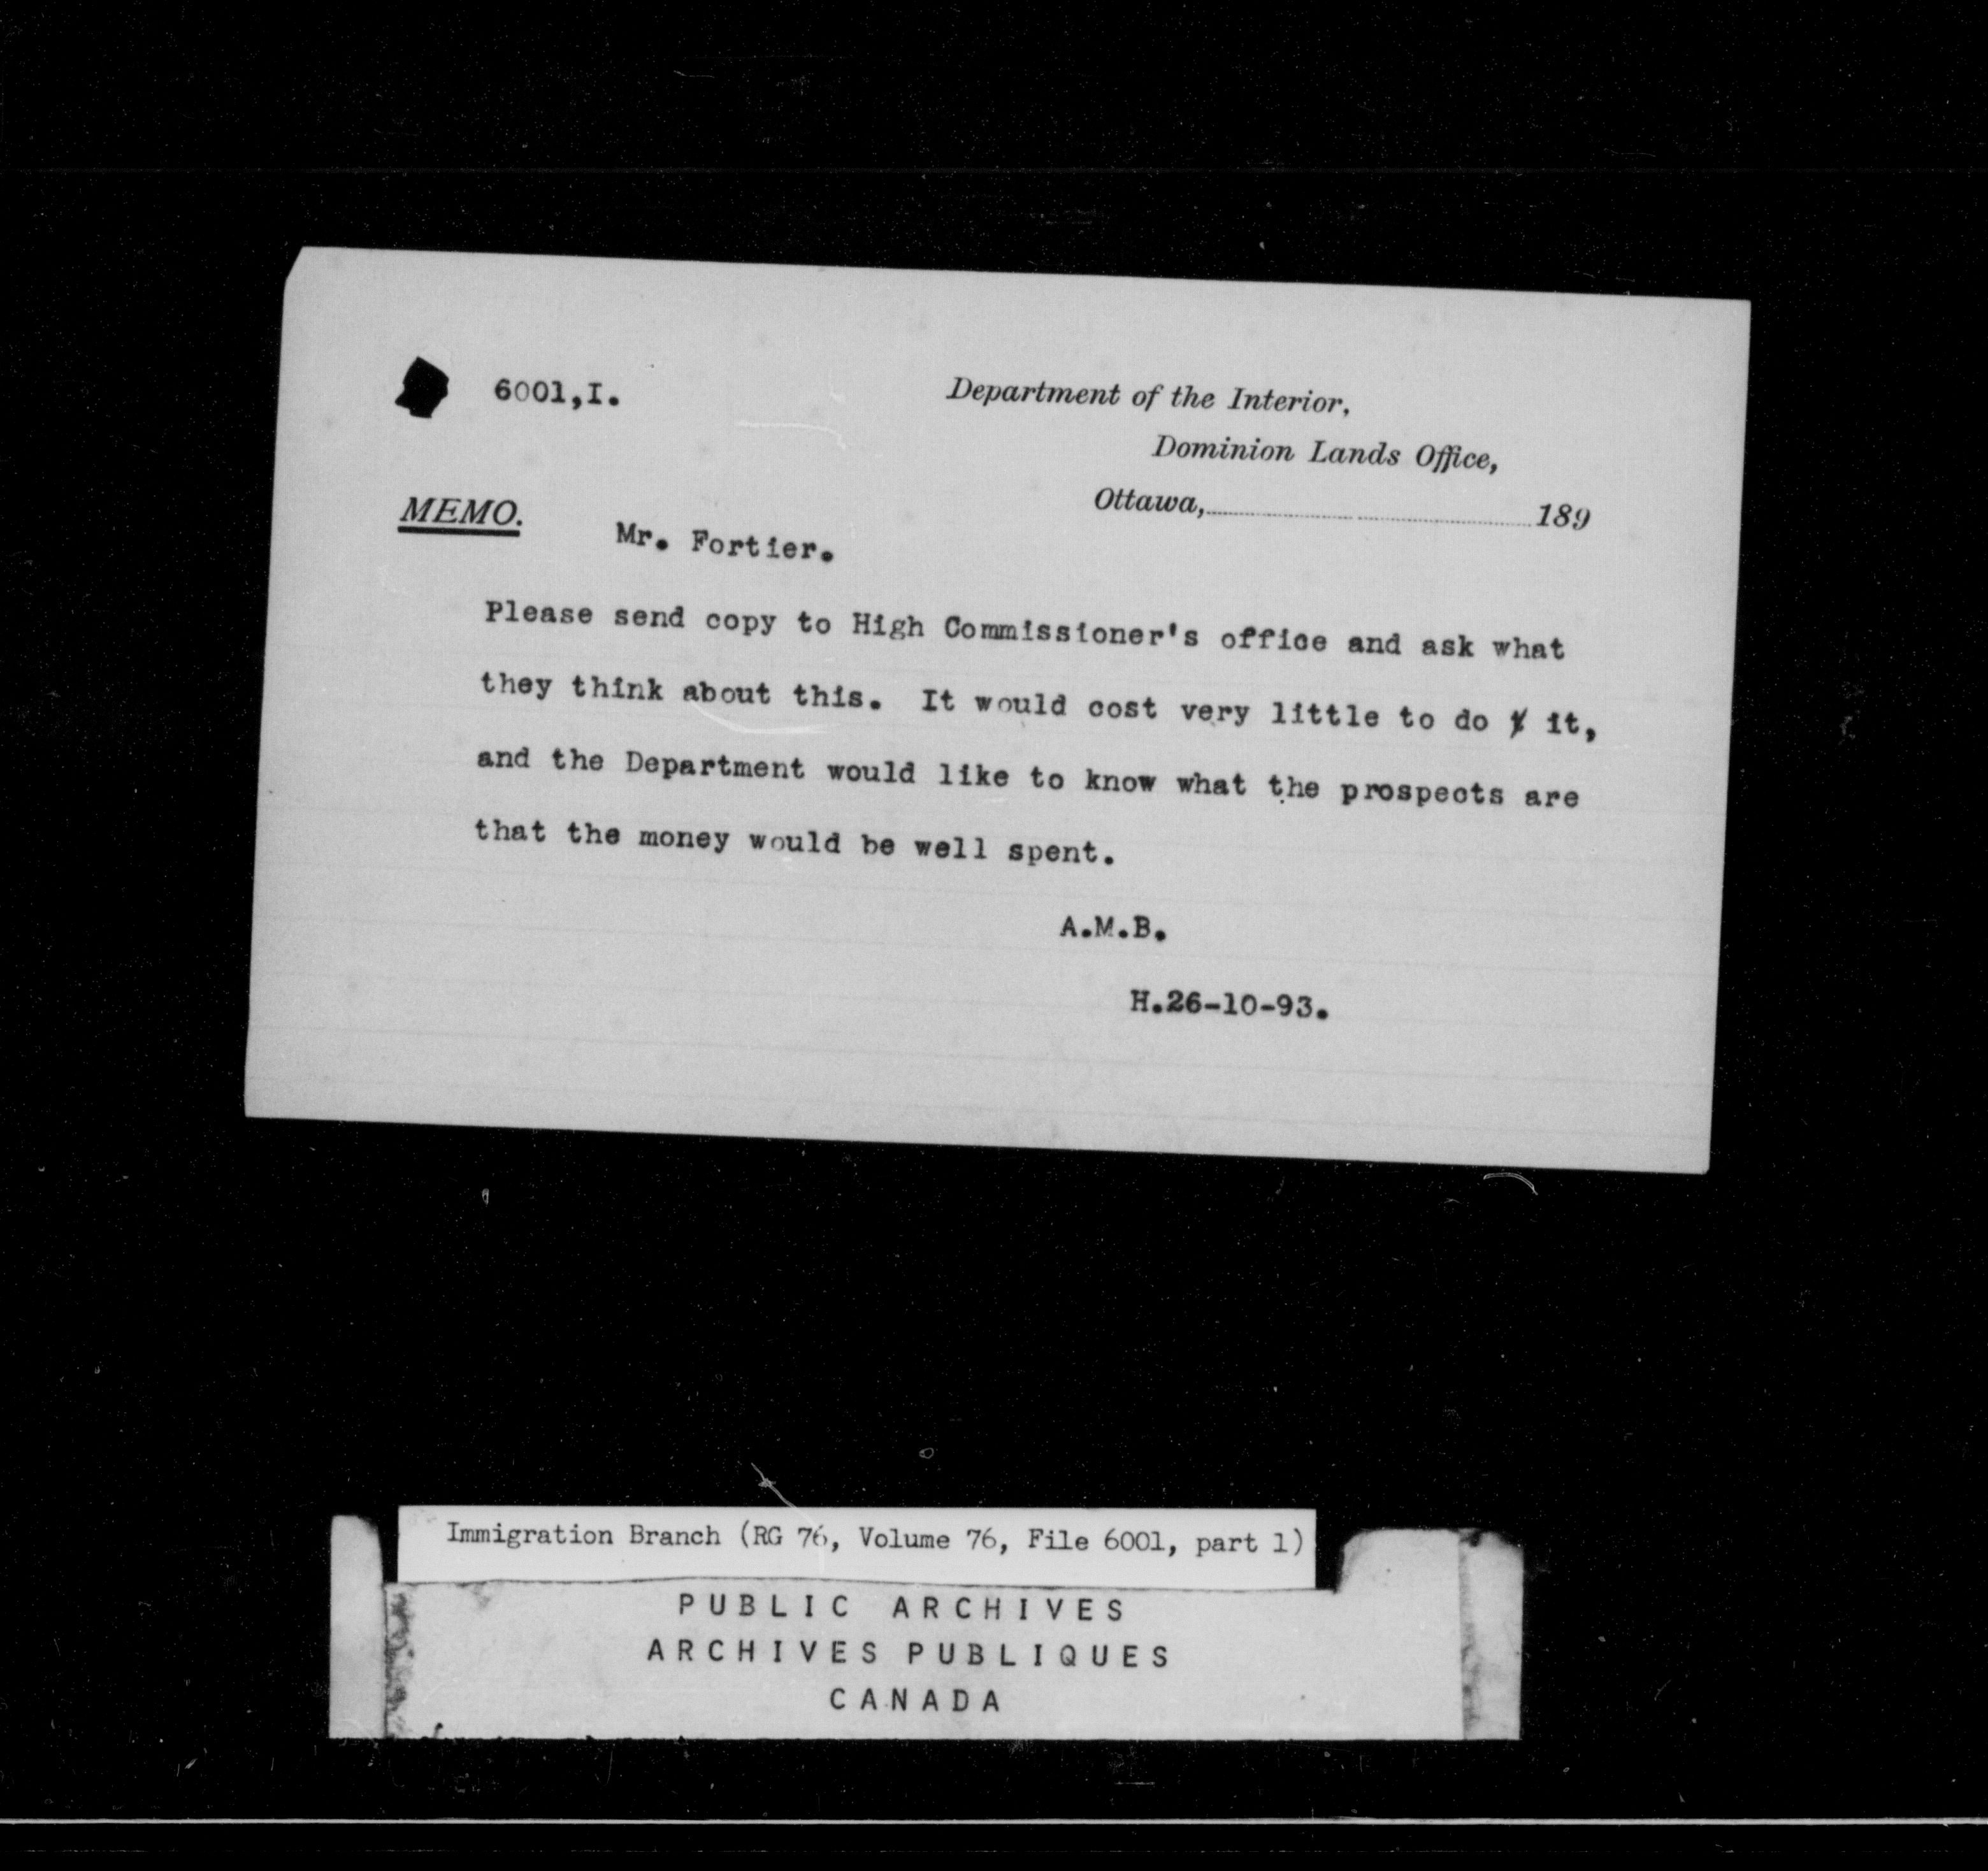 6001,I.
Department of the Interior,
Dominion Lands Office,
Ottawa, 189
MEMO.
Mr. Fortier.
Please send copy to High Commissioner's office and ask what
they think about this. It would cost very little to do it,
and the Department would like to know what the prospects are
that the money would be well spent.
A.M.B.
H.26-10-93.
Immigration Branch (RG 76, Volume 76, File 6001, part 1)
PUBLIC ARCHIVES
ARCHIVES PUBLIQUES
CANADA